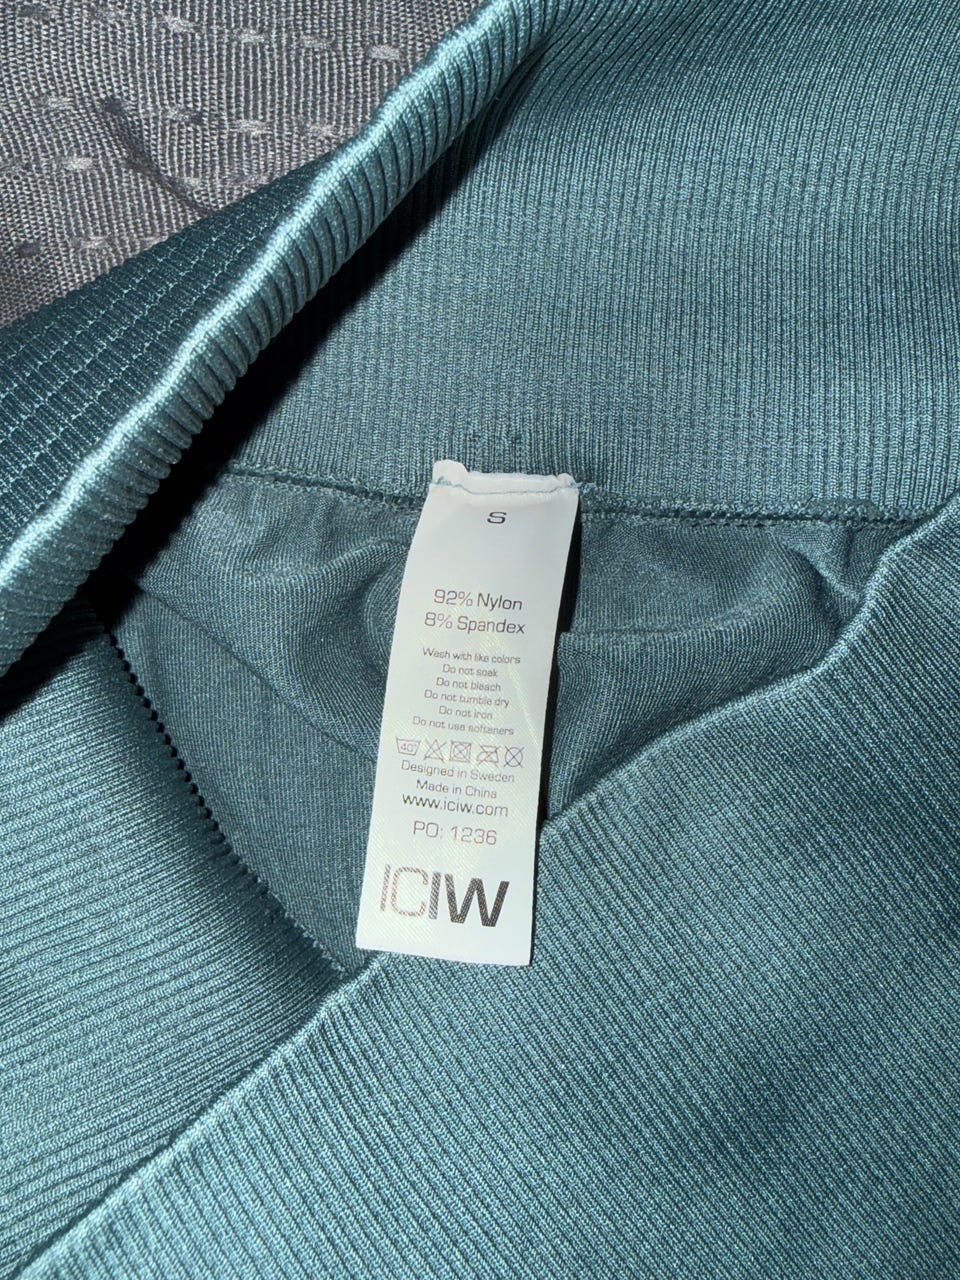 S
92% Nylon
8% Spandex
Wash with like colors
Do not soak
Do not bleach
Do not tumble dry
Do not iron
Do not use softeners
40°
Designed in Sweden
Made in China
www.iciw.com
PO: 1236
ICIW